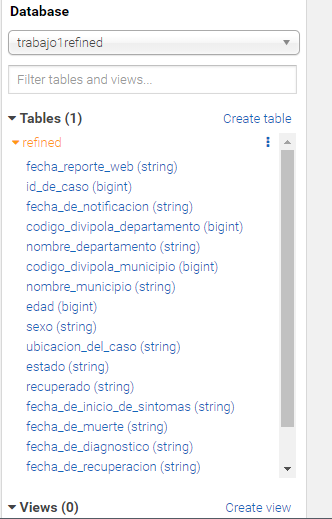 Database
trabajo1refined
Filter tables and views...
Tables (1) Create table
refined
fecha_reporte_web (string)
id_de_caso (bigint)
fecha_de_notificacion (string)
codigo_divipola_departamento (bigint)
nombre_departamento (string)
codigo_divipola_municipio (bigint)
nombre_municipio (string)
edad (bigint)
sexo (string)
ubicacion_del_caso (string)
estado (string)
recuperado (string)
fecha_de_inicio_de_sintomas (string)
fecha_de_muerte (string)
fecha_de_diagnostico (string)
fecha_de_recuperacion (string)
Views (0) Create view